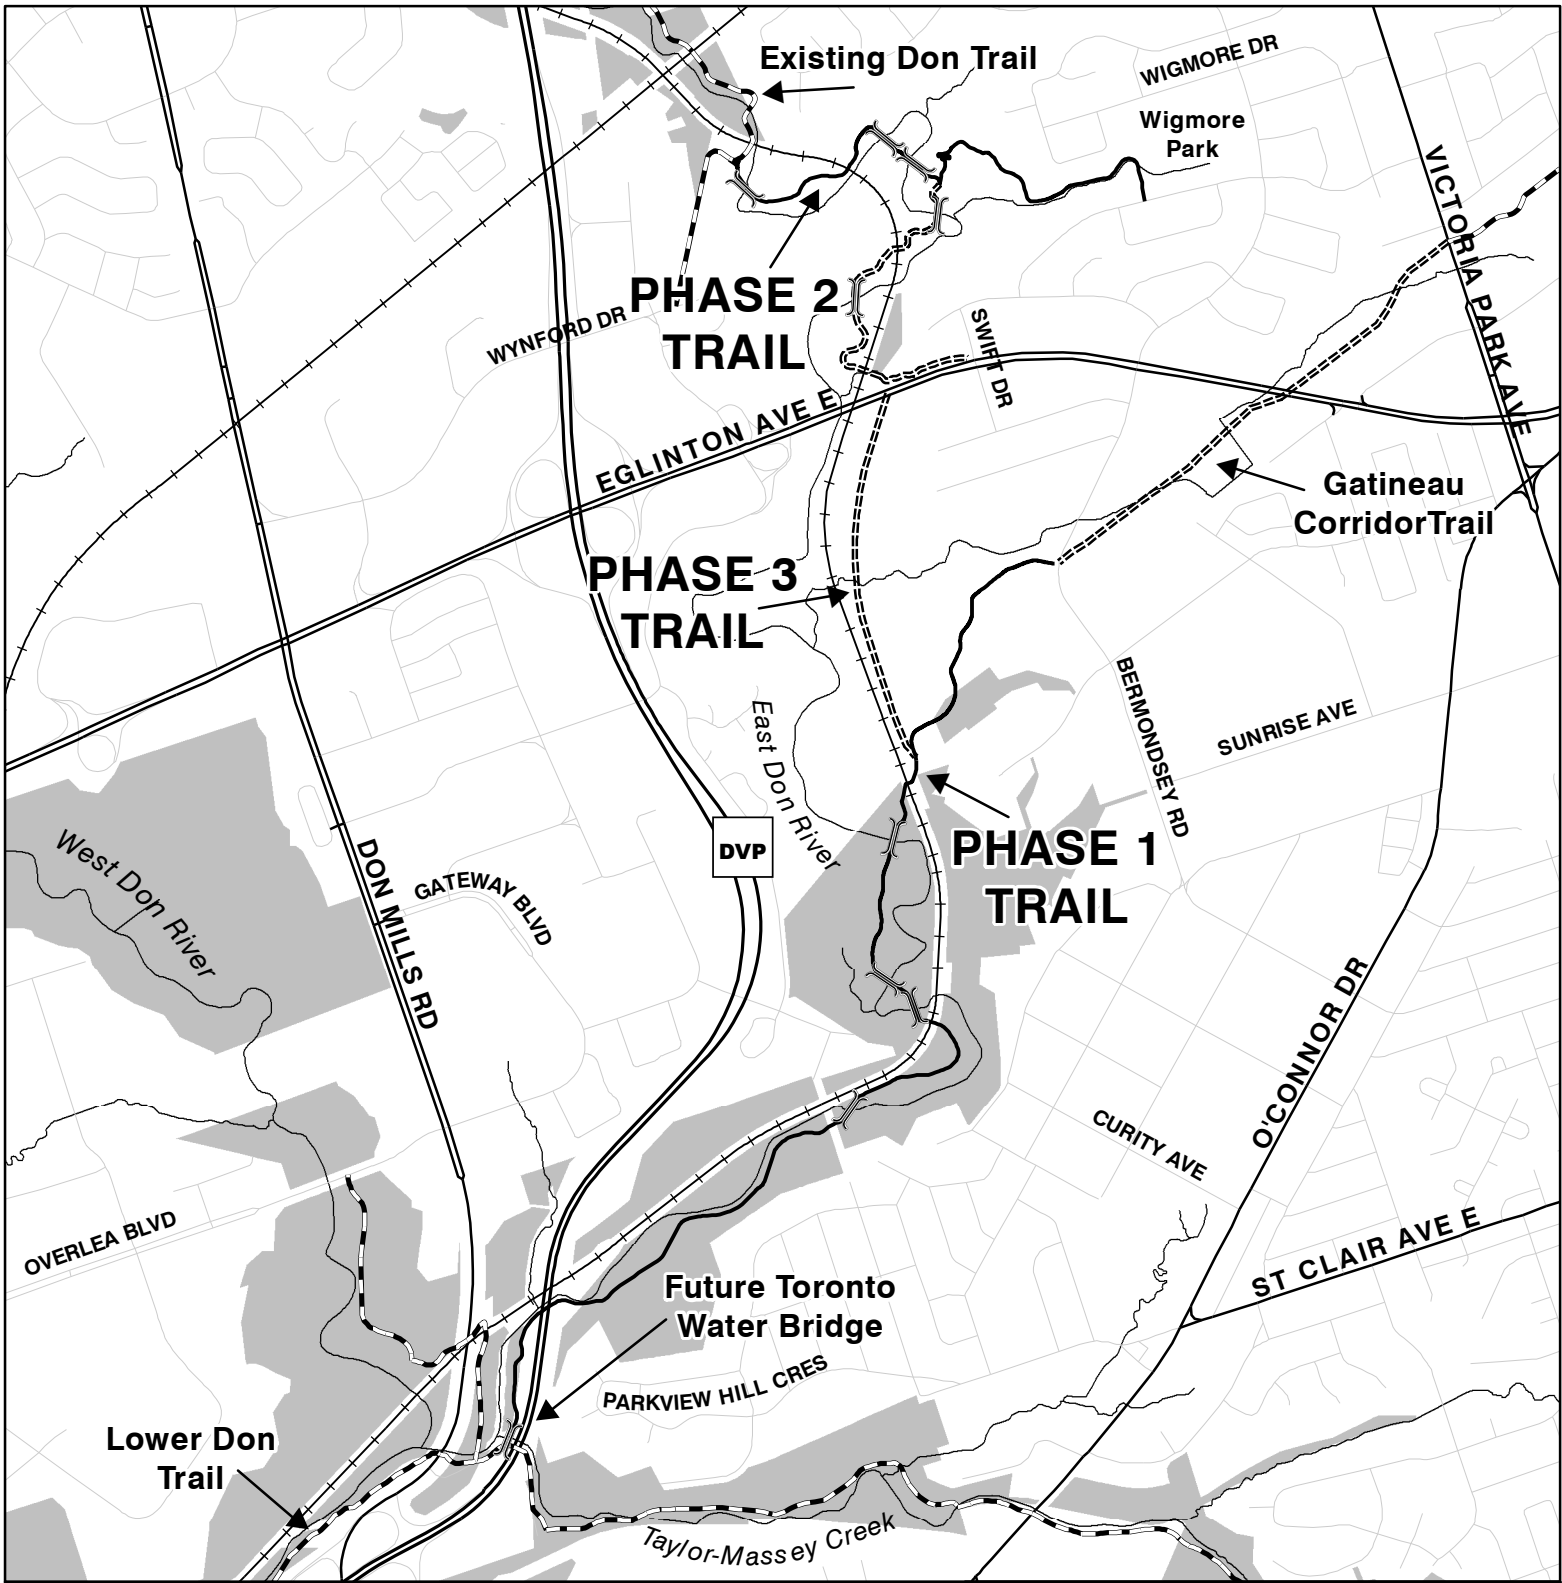 Existing Don Trail
WIGMORE DR
Wigmore
Park
VICTORIA PARK AVE
PHASE 2
TRAIL
WYNFORD DR
SWIFT DR
EGLINTON AVE E
Gatineau
CorridorTrail
PHASE 3
TRAIL
BERMONDSEY RD
SUNRISE AVE
East Don River
DVP
PHASE 1
TRAIL
West Don River
DON MILLS RD
GATEWAY BLVD
O'CONNOR DR
CURITY AVE
OVERLEA BLVD
ST CLAIR AVE E
Future Toronto
Water Bridge
PARKVIEW HILL CRES
Lower Don
Trail
Taylor-Massey Creek